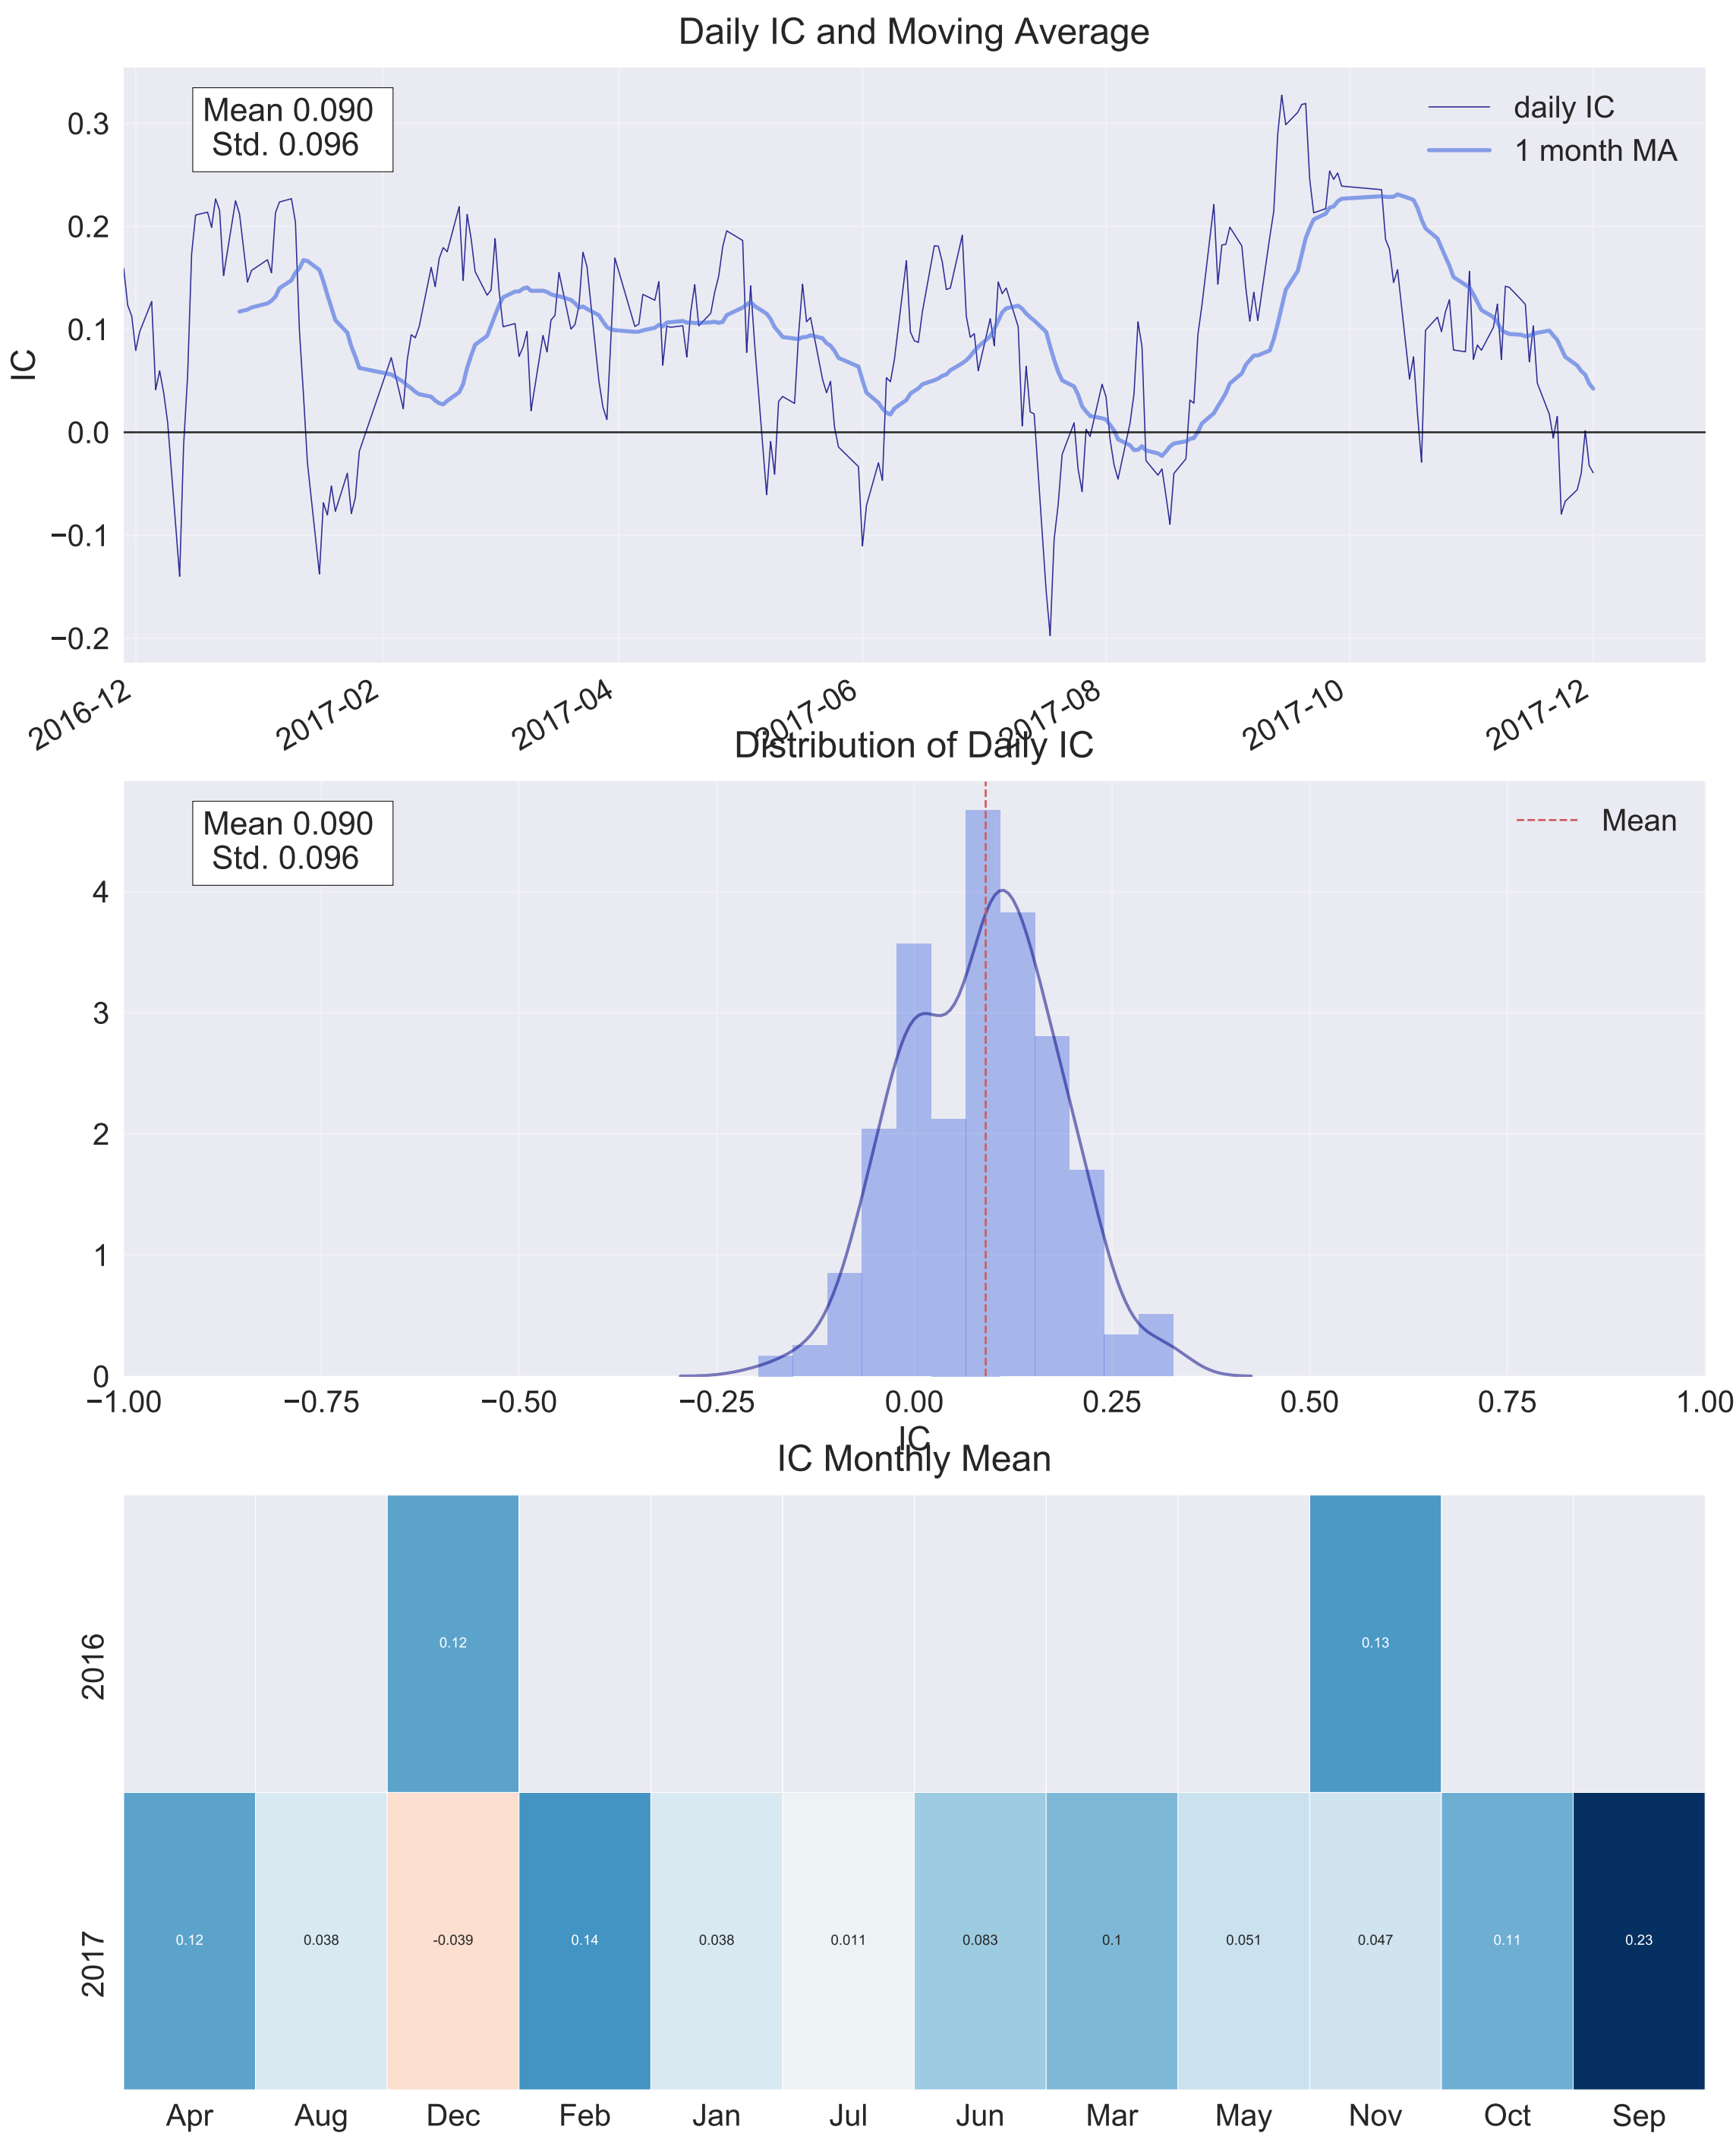 Daily IC and Moving Average
Mean 0.090
Std. 0.096
daily IC
1 month MA
IC
0.3
0.2
0.1
0.0
−0.1
−0.2
2016-12
2017-02
2017-04
2017-06
2017-08
2017-10
2017-12
Distribution of Daily IC
Mean 0.090
Std. 0.096
Mean
4
3
2
1
0
−1.00
−0.75
−0.50
−0.25
0.00
0.25
0.50
0.75
1.00
IC
IC Monthly Mean
2016
0.12
0.13
2017
0.12
0.038
-0.039
0.14
0.038
0.011
0.083
0.1
0.051
0.047
0.11
0.23
Apr
Aug
Dec
Feb
Jan
Jul
Jun
Mar
May
Nov
Oct
Sep